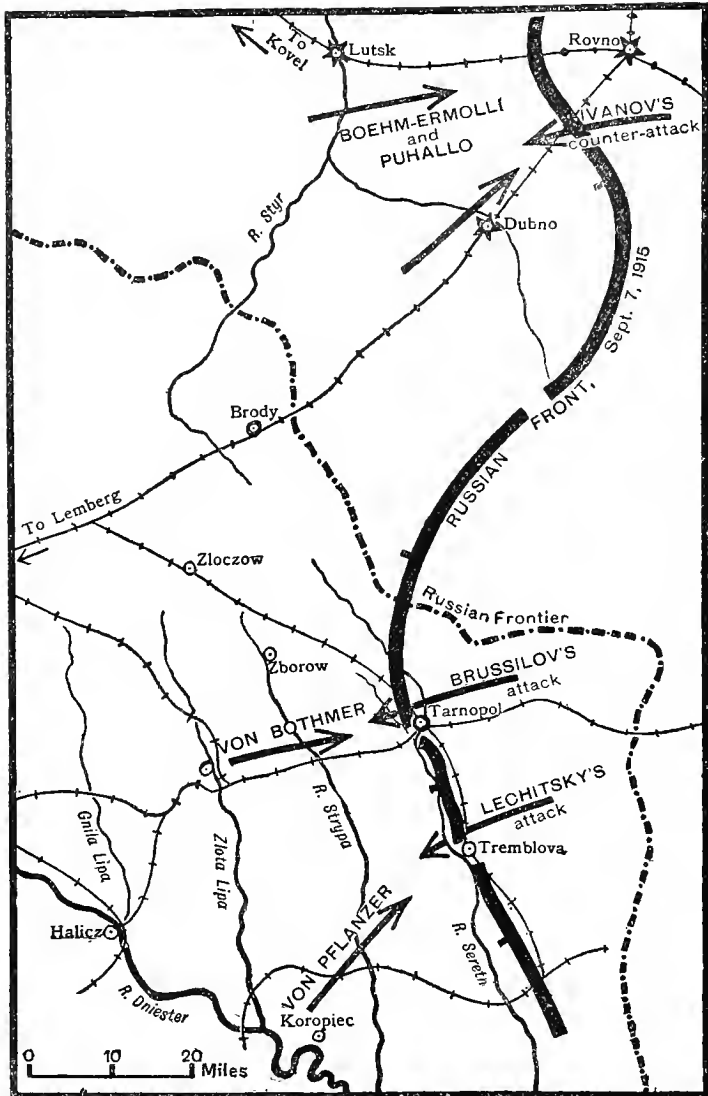 To
Kovel
Lutsk
Rovno
BOEHM-ERMOLLI
and
PUHALLO
IVANOV'S
counter-attack
R. Styr
Dubno
RUSSIAN FRONT, Sept. 7, 1915
Brody
To Lemberg
Zloczow
Russian Frontier
Zborow
BRUSSILOV'S
attack
Tarnopol
VON BOTHMER
LECHITSKY'S
attack
Gnila Lipa
Zlota Lipa
R. Strypa
Tremblova
VON PFLANZER
R. Sereth
Halicz
R. Dniester
Koropiec
0 10 20
Miles